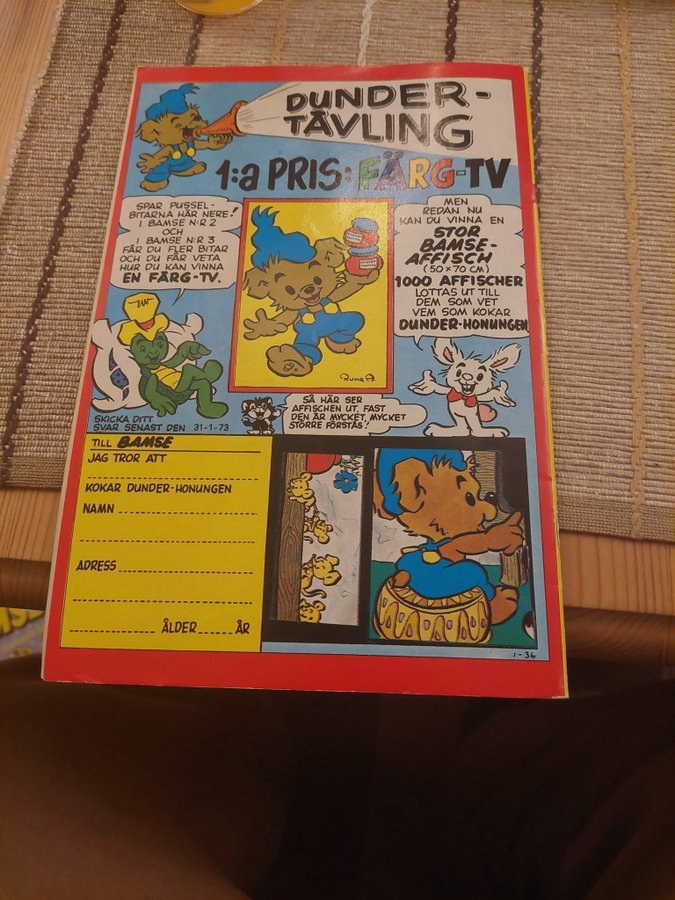 DUNDER-
TÄVLING
1:a PRIS: FÄRG-TV
SPAR PUSSEL-
BITARNA HÄR NERE!
I BAMSE N:R 2
OCH
I BAMSE N:R 3
FÅR DU FLER BITAR
OCH DU FÅR VETA
HUR DU KAN VINNA
EN FÄRG-TV.
MEN
REDAN NU
KAN DU VINNA EN
STOR
BAMSE-
AFFISCH
(50×70 CM)
1000 AFFISCHER
LOTTAS UT TILL
DEM SOM VET
VEM SOM KOKAR
DUNDER-HONUNGEN
Rune A.
SÅ HÄR SER
AFFISCHEN UT, FAST
DEN ÄR MYCKET, MYCKET
STÖRRE FÖRSTÅS!
SKICKA DITT
SVAR SENAST DEN 31-1-73
TILL BAMSE
JAG TROR ATT
KOKAR DUNDER-HONUNGEN
NAMN
ADRESS
ÅLDER ÅR
1-36